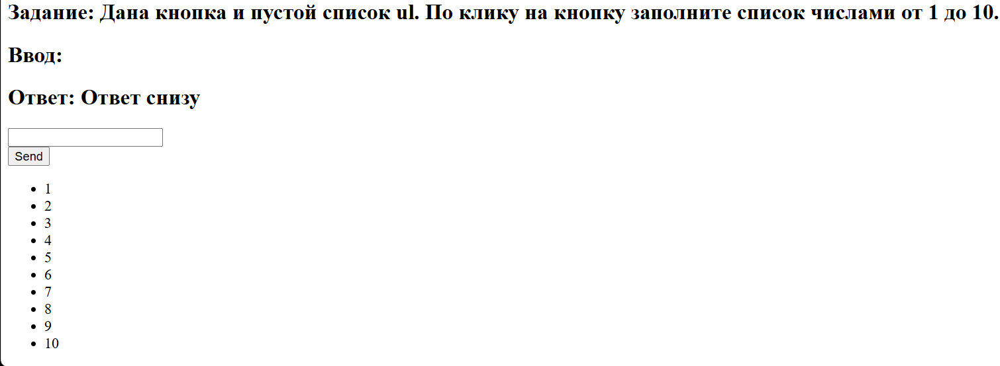 Задание: Дана кнопка и пустой список ul. По клику на кнопку заполните список числами от 1 до 10.
Ввод:
Ответ: Ответ снизу
Send
1
2
3
4
5
6
7
8
9
10